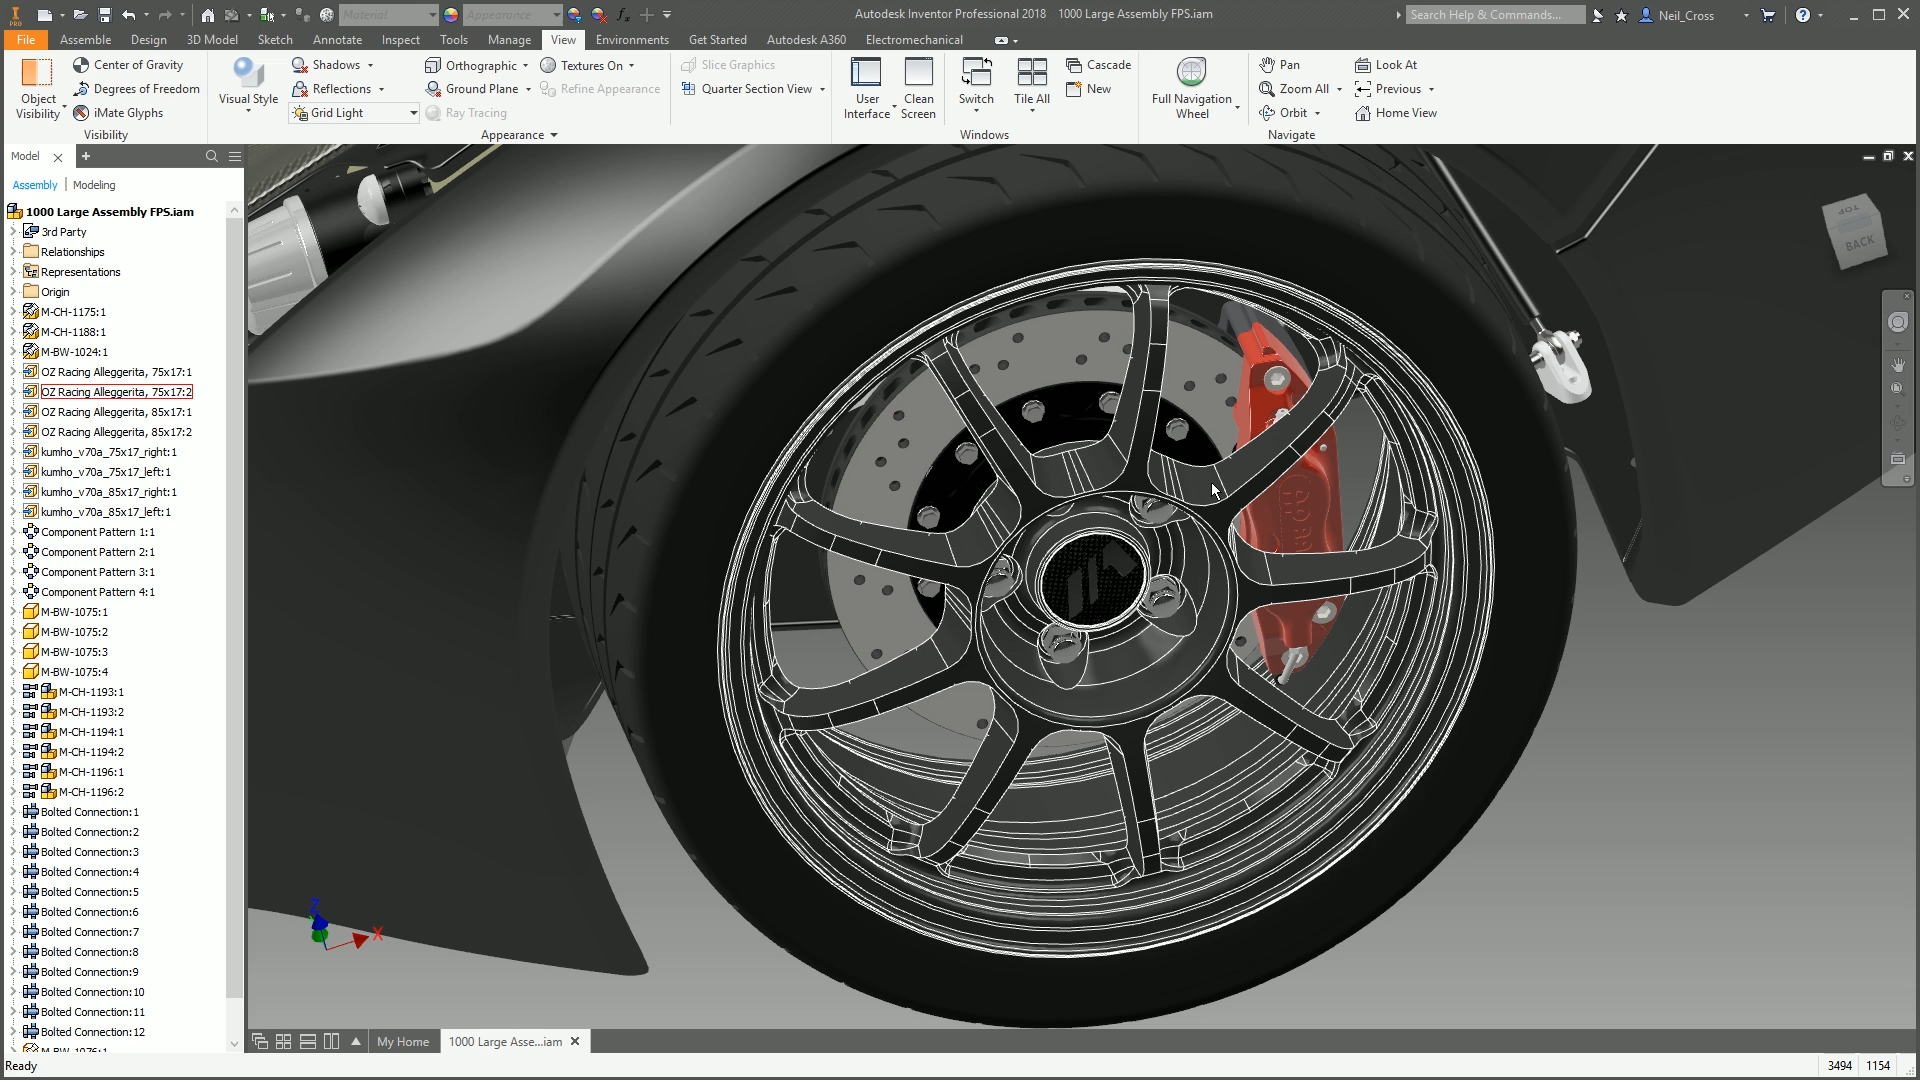 PRO
Material
Appearance
Autodesk Inventor Professional 2018   1000 Large Assembly FPS.iam
Search Help & Commands...
Neil_Cross
File
Assemble
Design
3D Model
Sketch
Annotate
Inspect
Tools
Manage
View
Environments
Get Started
Autodesk A360
Electromechanical
Object Visibility
Center of Gravity
Degrees of Freedom
iMate Glyphs
Visibility
Visual Style
Shadows
Reflections
Grid Light
Orthographic
Ground Plane
Ray Tracing
Textures On
Refine Appearance
Appearance
Slice Graphics
Quarter Section View
User Interface
Clean Screen
Switch
Tile All
Cascade
New
Windows
Full Navigation Wheel
Pan
Zoom All
Orbit
Look At
Previous
Home View
Navigate
Model
Assembly | Modeling
1000 Large Assembly FPS.iam
3rd Party
Relationships
Representations
Origin
M-CH-1175:1
M-CH-1188:1
M-BW-1024:1
OZ Racing Alleggerita, 75x17:1
OZ Racing Alleggerita, 75x17:2
OZ Racing Alleggerita, 85x17:1
OZ Racing Alleggerita, 85x17:2
kumho_v70a_75x17_right:1
kumho_v70a_75x17_left:1
kumho_v70a_85x17_right:1
kumho_v70a_85x17_left:1
Component Pattern 1:1
Component Pattern 2:1
Component Pattern 3:1
Component Pattern 4:1
M-BW-1075:1
M-BW-1075:2
M-BW-1075:3
M-BW-1075:4
M-CH-1193:1
M-CH-1193:2
M-CH-1194:1
M-CH-1194:2
M-CH-1196:1
M-CH-1196:2
Bolted Connection:1
Bolted Connection:2
Bolted Connection:3
Bolted Connection:4
Bolted Connection:5
Bolted Connection:6
Bolted Connection:7
Bolted Connection:8
Bolted Connection:9
Bolted Connection:10
Bolted Connection:11
Bolted Connection:12
M-BW-1076:1
TOP
BACK
Z
X
My Home
1000 Large Asse...iam
Ready
3494
1154